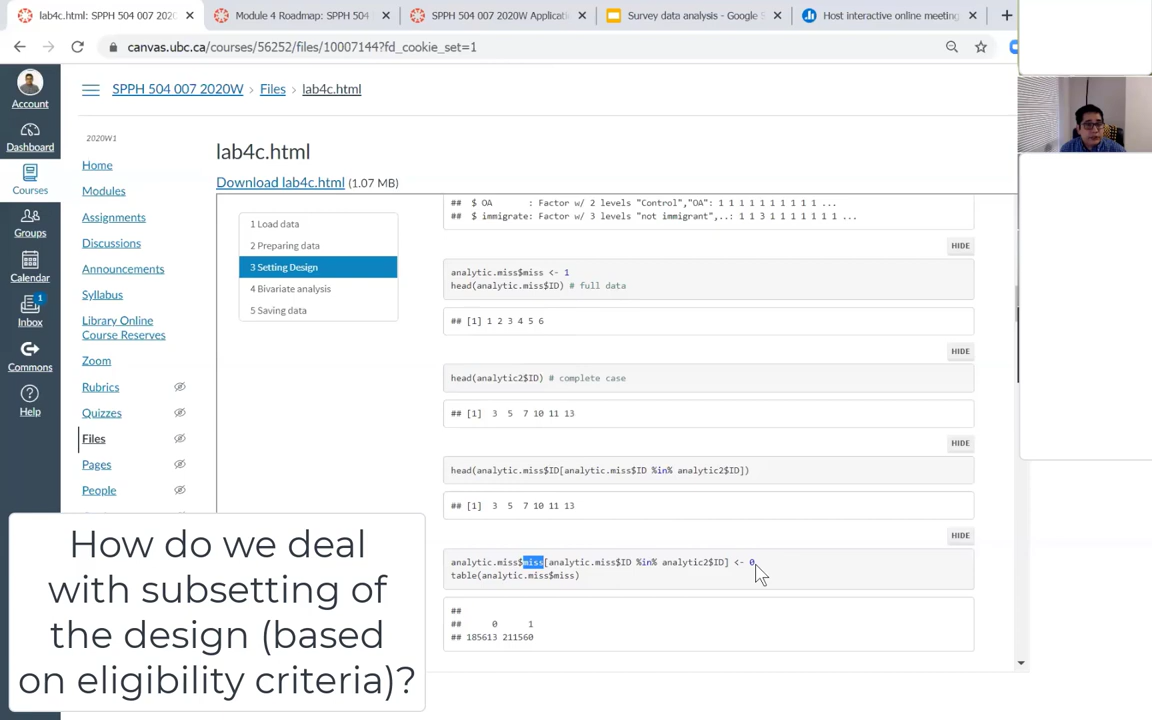 lab4c.html: SPPH 504 007 2020
Module 4 Roadmap: SPPH 504
SPPH 504 007 2020W Applicati
Survey data analysis - Google S
Host interactive online meeting
canvas.ubc.ca/courses/56252/files/10007144?fd_cookie_set=1
Account
Dashboard
Courses
Groups
Calendar
1
Inbox
Commons
Help
SPPH 504 007 2020W > Files > lab4c.html
2020W1
Home
Modules
Assignments
Discussions
Announcements
Syllabus
Library Online
Course Reserves
Zoom
Rubrics
Quizzes
Files
Pages
People
lab4c.html
Download lab4c.html (1.07 MB)
1 Load data
2 Preparing data
3 Setting Design
4 Bivariate analysis
5 Saving data
## $ OA : Factor w/ 2 levels "Control","OA": 1 1 1 1 1 1 1 1 1 1 ...
## $ immigrate: Factor w/ 3 levels "not immigrant",..: 1 1 3 1 1 1 1 1 1 1 ...
HIDE
analytic.miss$miss <- 1
head(analytic.miss$ID) # full data
## [1] 1 2 3 4 5 6
HIDE
head(analytic2$ID) # complete case
## [1] 3 5 7 10 11 13
HIDE
head(analytic.miss$ID[analytic.miss$ID %in% analytic2$ID])
## [1] 3 5 7 10 11 13
HIDE
analytic.miss$miss[analytic.miss$ID %in% analytic2$ID] <- 0
table(analytic.miss$miss)
##
## 0 1
## 185613 211560
How do we deal
with subsetting of
the design (based
on eligibility criteria)?